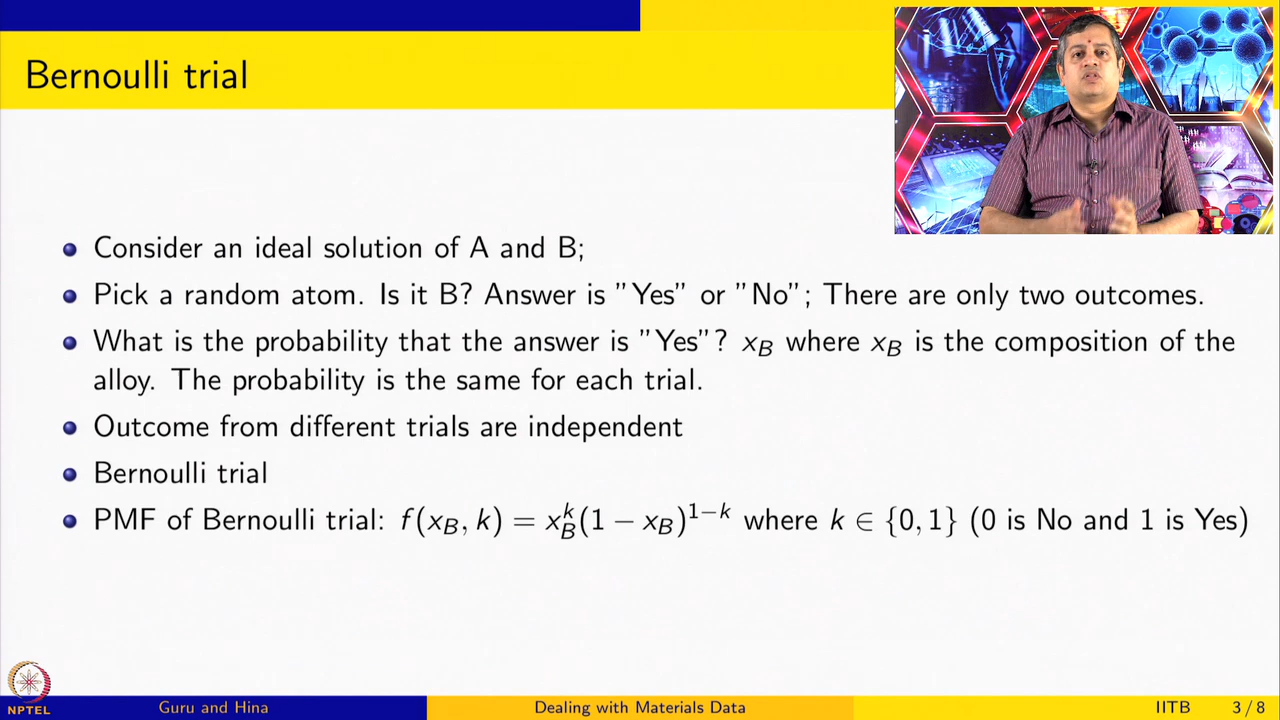 Bernoulli trial
Consider an ideal solution of A and B;
Pick a random atom. Is it B? Answer is "Yes" or "No"; There are only two outcomes.
What is the probability that the answer is "Yes"? x_B where x_B is the composition of the
alloy. The probability is the same for each trial.
Outcome from different trials are independent
Bernoulli trial
PMF of Bernoulli trial: f(x_B, k) = x_B^k(1 − x_B)^{1−k} where k ∈ {0, 1} (0 is No and 1 is Yes)
NPTEL
Guru and Hina
Dealing with Materials Data
IITB
3 / 8